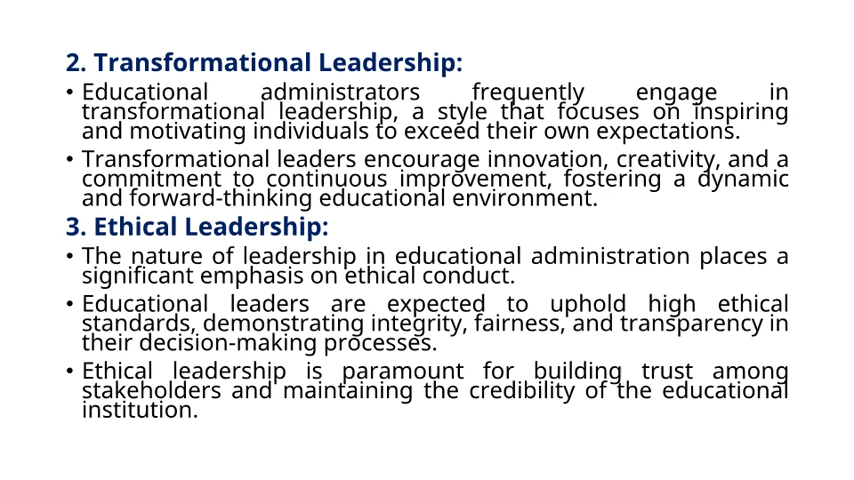 2. Transformational Leadership:
• Educational administrators frequently engage in
transformational leadership, a style that focuses on inspiring
and motivating individuals to exceed their own expectations.
• Transformational leaders encourage innovation, creativity, and a
commitment to continuous improvement, fostering a dynamic
and forward-thinking educational environment.
3. Ethical Leadership:
• The nature of leadership in educational administration places a
significant emphasis on ethical conduct.
• Educational leaders are expected to uphold high ethical
standards, demonstrating integrity, fairness, and transparency in
their decision-making processes.
• Ethical leadership is paramount for building trust among
stakeholders and maintaining the credibility of the educational
institution.